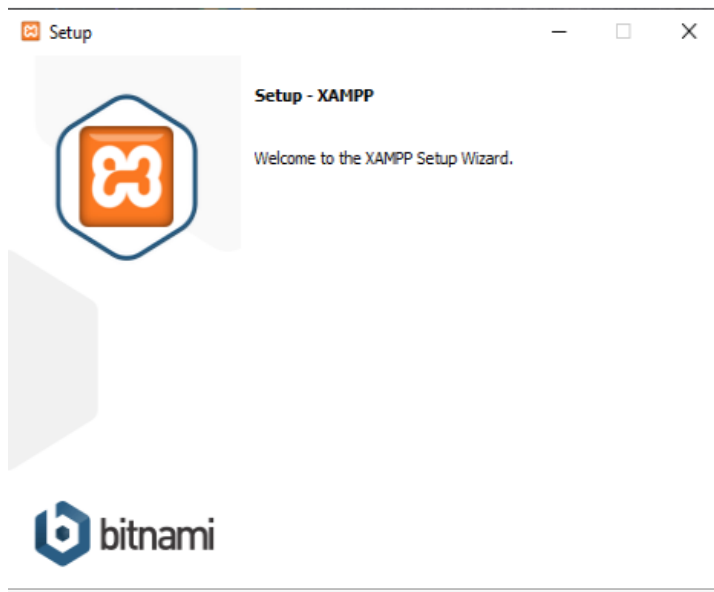 Setup
Setup - XAMPP
Welcome to the XAMPP Setup Wizard.
bitnami